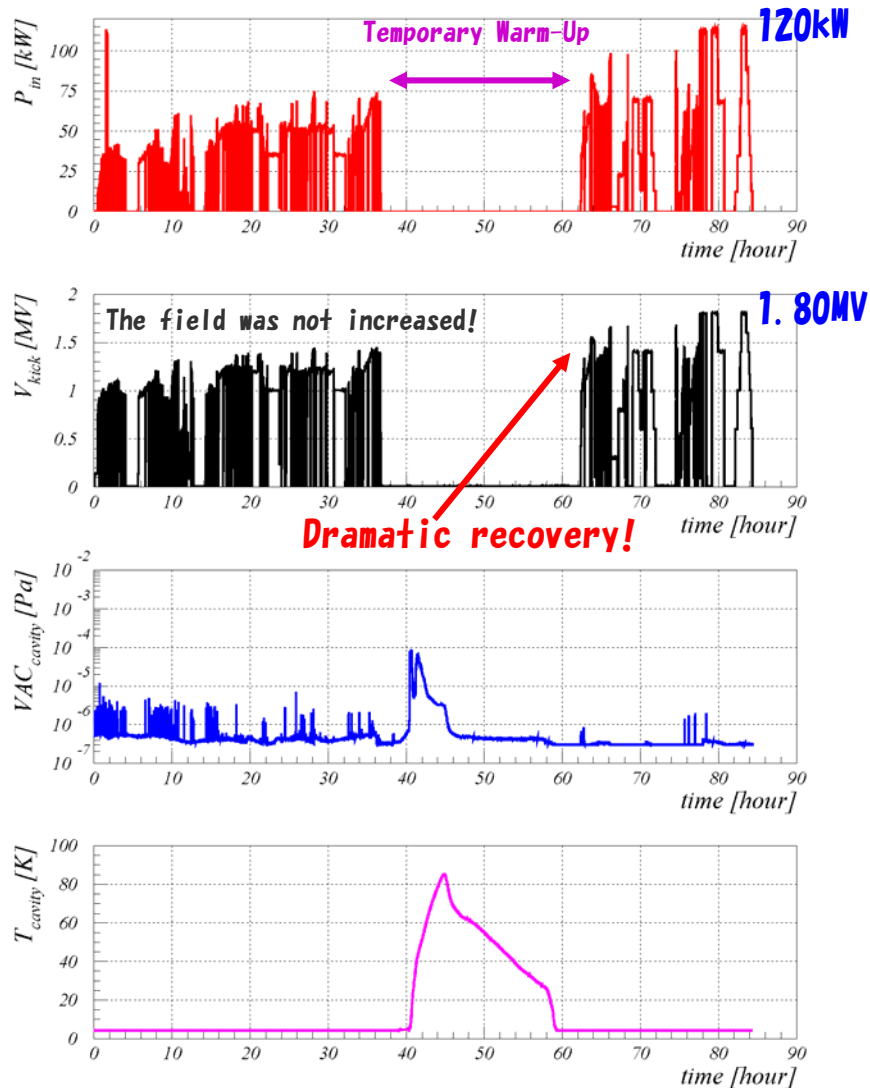 Temporary Warm-Up
120kW
P_in [kW]
100
75
50
25
0
0 10 20 30 40 50 60 70 80 90
time [hour]
The field was not increased!
1.80MV
V_kick [MV]
2
1.5
1
0.5
0
0 10 20 30 40 50 60 70 80 90
time [hour]
Dramatic recovery!
VAC_cavity [Pa]
10 -2
10 -3
10 -4
10 -5
10 -6
10 -7
10
0 10 20 30 40 50 60 70 80 90
time [hour]
T_cavity [K]
100
80
60
40
20
0
0 10 20 30 40 50 60 70 80 90
time [hour]